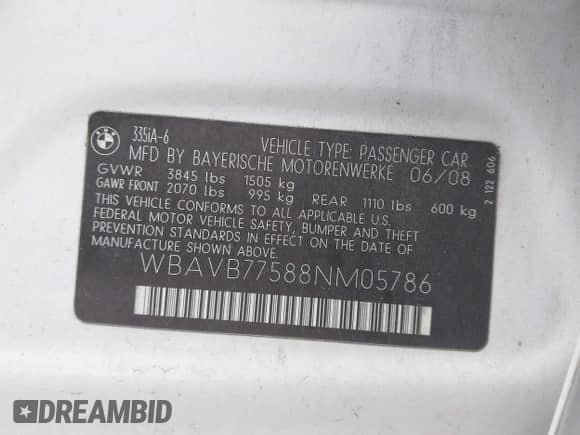 BMW
335iA-6
VEHICLE TYPE: PASSENGER CAR
MFD BY BAYERISCHE MOTORENWERKE 06/08
GVWR 3845 lbs 1505 kg
GAWR FRONT 2070 lbs 995 kg REAR 1110 lbs 600 kg
THIS VEHICLE CONFORMS TO ALL APPLICABLE U.S.
FEDERAL MOTOR VEHICLE SAFETY, BUMPER AND THEFT
PREVENTION STANDARDS IN EFFECT ON THE DATE OF
MANUFACTURE SHOWN ABOVE.
WBAVB77588NM05786
2 122 606
DREAMBID